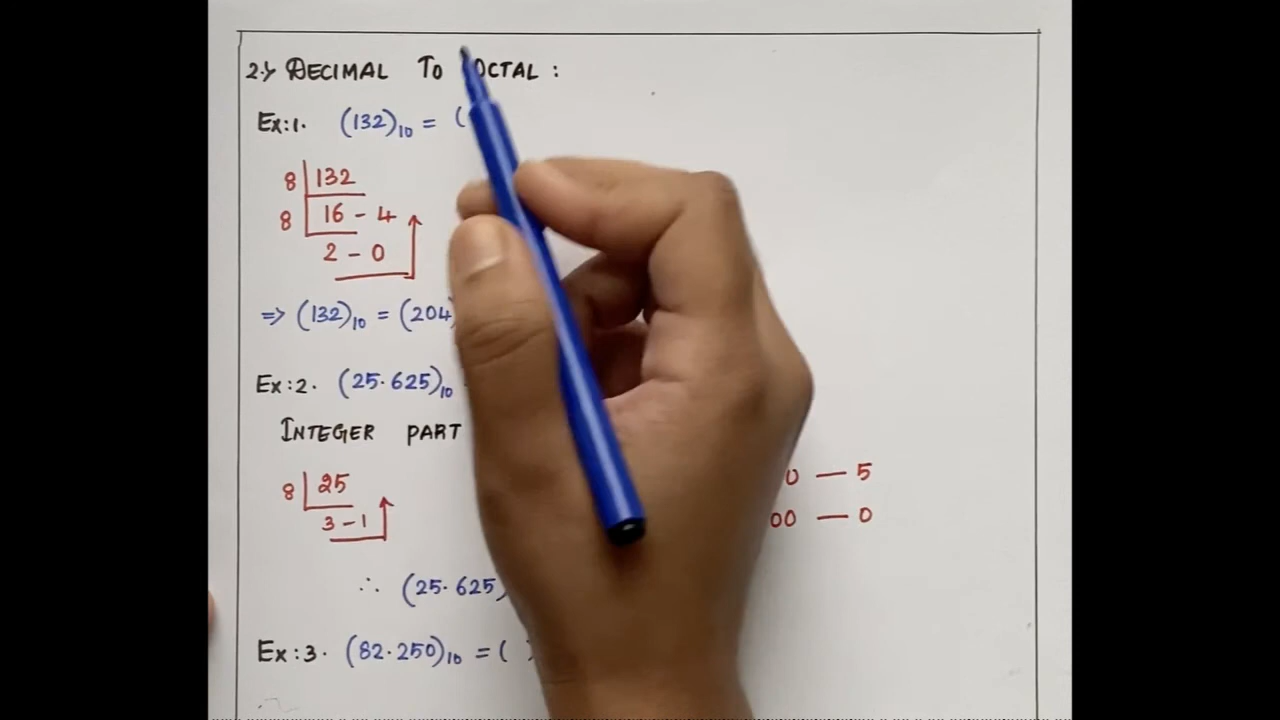 2.) DECIMAL TO OCTAL :
Ex:1. (132)10 = (
8 132
8 16 - 4
2 - 0
⇒ (132)10 = (204)
Ex:2. (25.625)10
INTEGER PART
8 25
3 - 1
0 — 5
00 — 0
∴ (25.625)
Ex:3. (82.250)10 = ( )